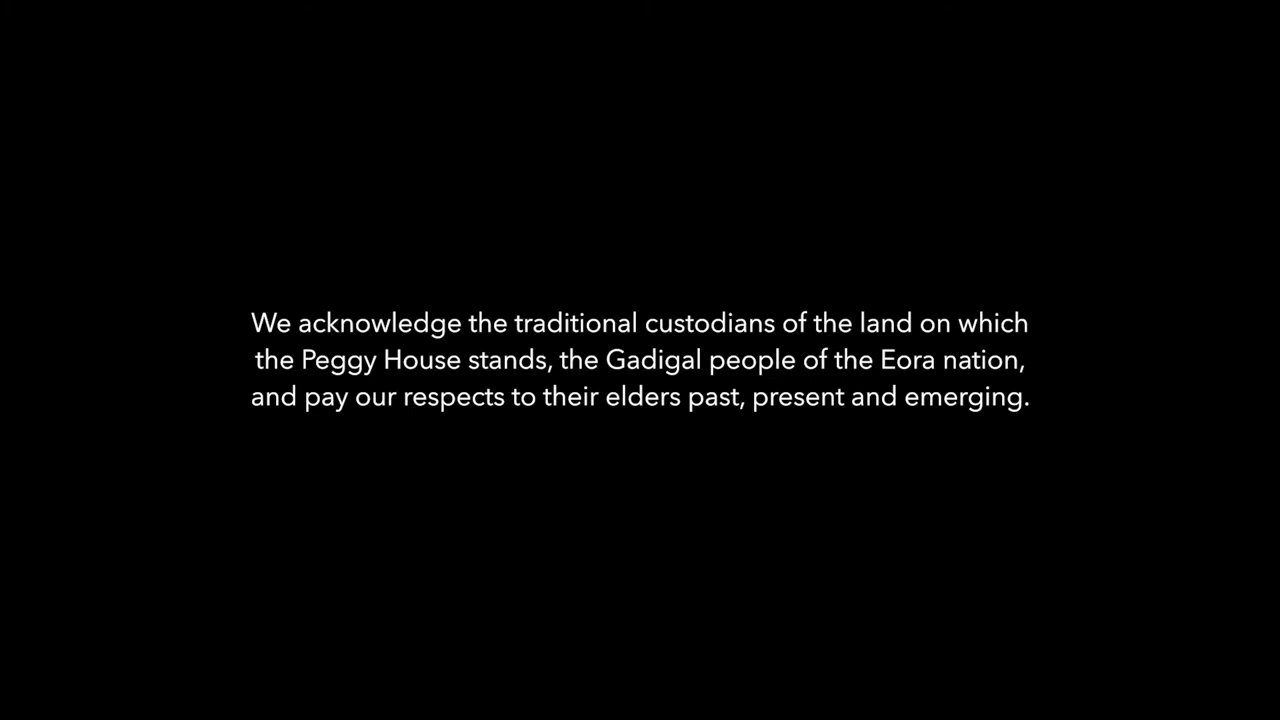 We acknowledge the traditional custodians of the land on which
the Peggy House stands, the Gadigal people of the Eora nation,
and pay our respects to their elders past, present and emerging.